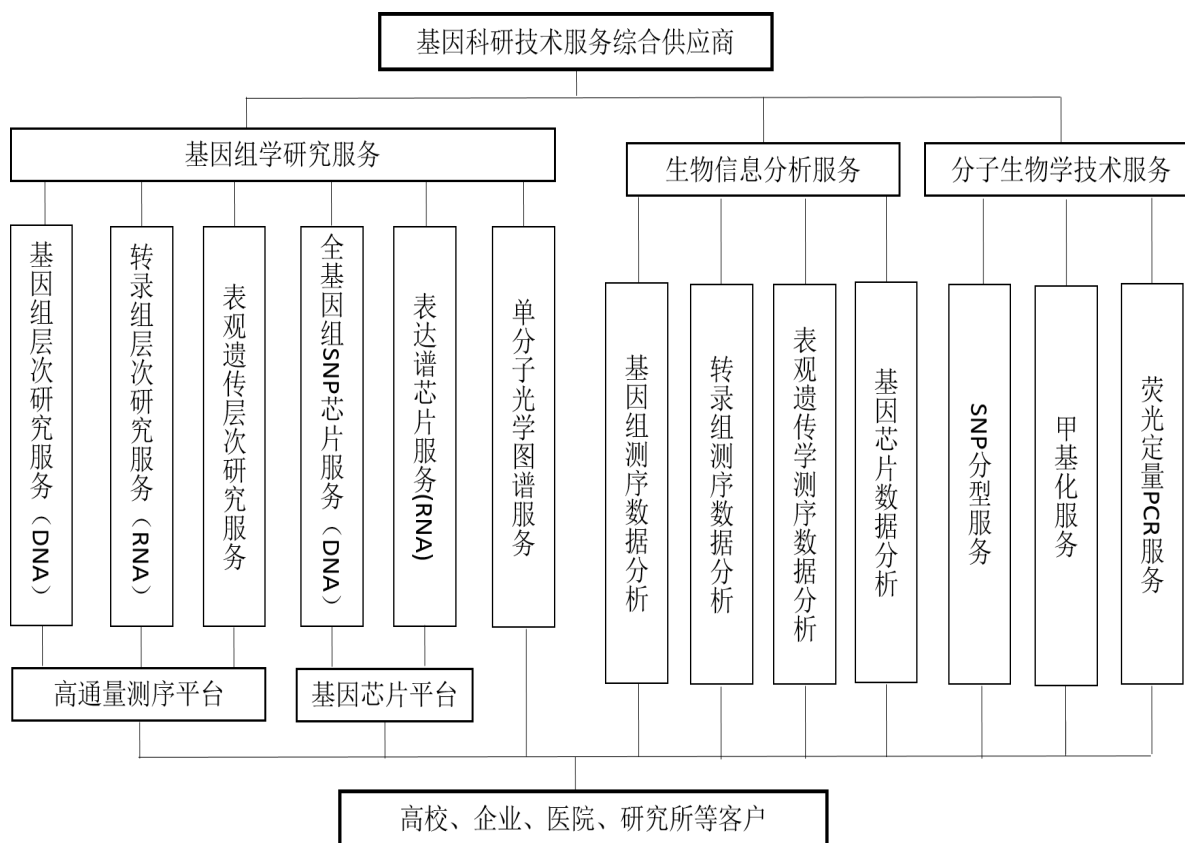 基因科研技术服务综合供应商
基因组学研究服务
生物信息分析服务
分子生物学技术服务
基因组层次研究服务（DNA）
转录组层次研究服务（RNA）
表观遗传层次研究服务
全基因组SNP芯片服务（DNA）
表达谱芯片服务(RNA)
单分子光学图谱服务
基因组测序数据分析
转录组测序数据分析
表观遗传学测序数据分析
基因芯片数据分析
SNP分型服务
甲基化服务
荧光定量PCR服务
高通量测序平台
基因芯片平台
高校、企业、医院、研究所等客户